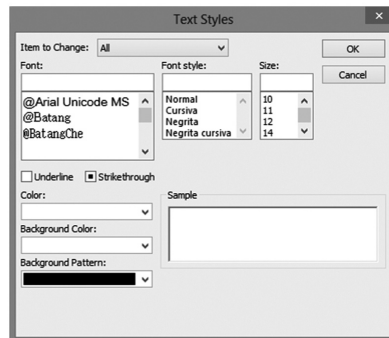 Text Styles
Item to Change: All
OK
Cancel
Font:
Font style:
Size:
@Arial Unicode MS
@Batang
@BatangChe
Normal
Cursiva
Negrita
Negrita cursiva
10
11
12
14
Underline
Strikethrough
Color:
Sample
Background Color:
Background Pattern: